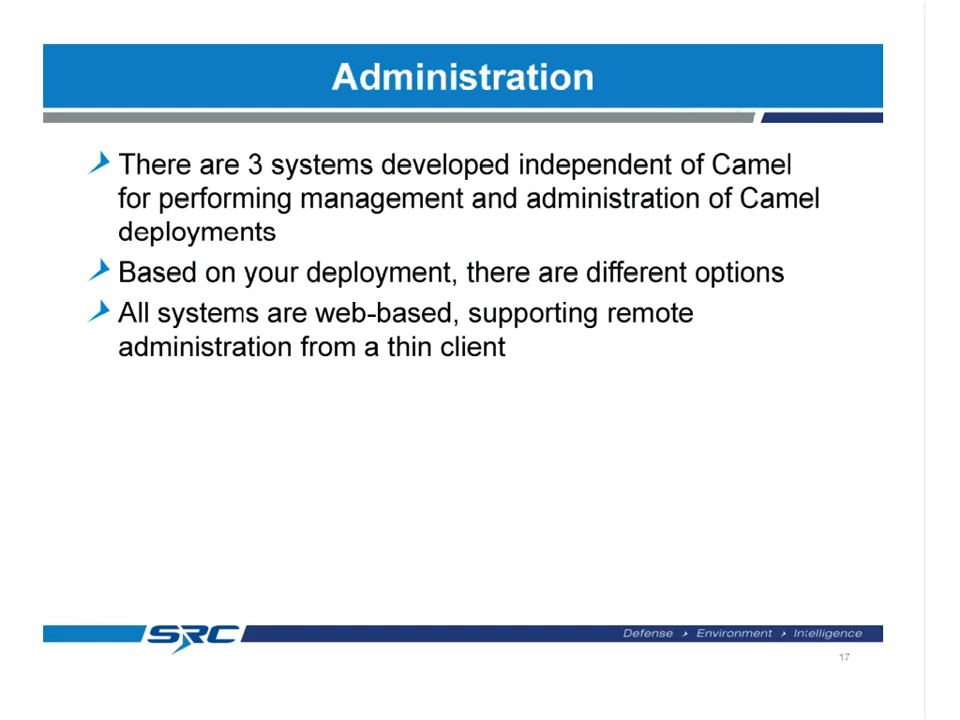 Administration
There are 3 systems developed independent of Camel
for performing management and administration of Camel
deployments
Based on your deployment, there are different options
All systems are web-based, supporting remote
administration from a thin client
SRC
Defense Environment Intelligence
17